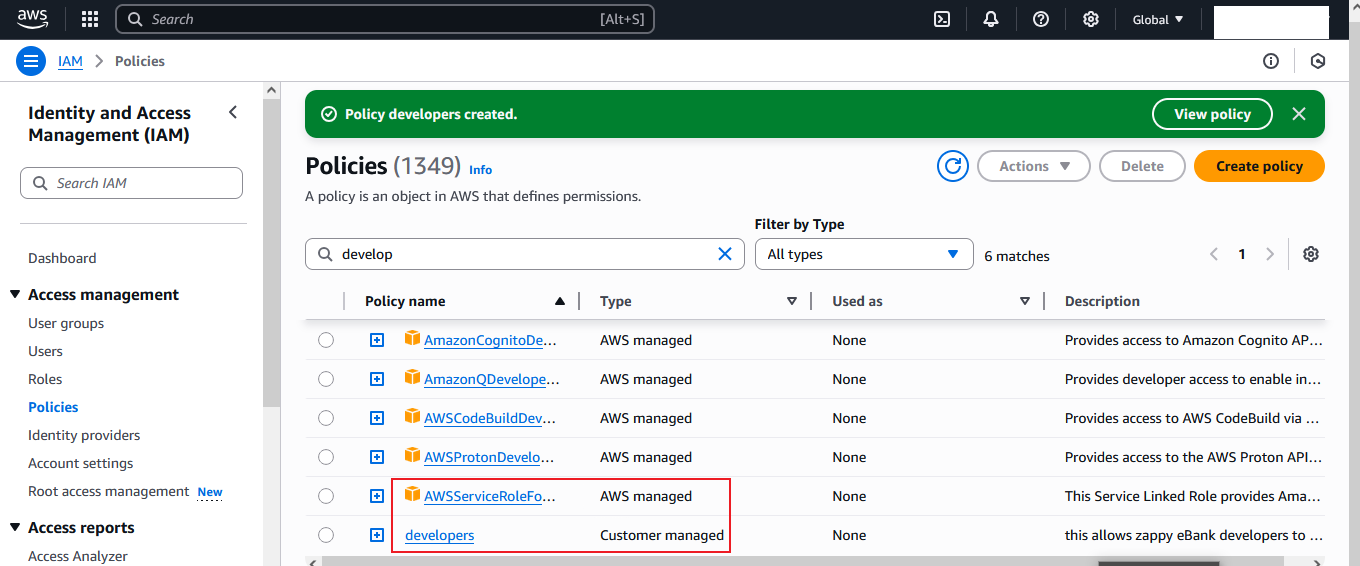 aws
Search [Alt+S] Global
IAM > Policies
Identity and Access
Management (IAM)
Search IAM
Dashboard
Access management
User groups
Users
Roles
Policies
Identity providers
Account settings
Root access management New
Access reports
Access Analyzer
Policy developers created. View policy
Policies (1349) Info Actions Delete Create policy
A policy is an object in AWS that defines permissions.
Filter by Type
develop All types 6 matches 1
Policy name Type Used as Description
AmazonCognitoDe... AWS managed None Provides access to Amazon Cognito AP...
AmazonQDevelope... AWS managed None Provides developer access to enable in...
AWSCodeBuildDev... AWS managed None Provides access to AWS CodeBuild via ...
AWSProtonDevelo... AWS managed None Provides access to the AWS Proton API...
AWSServiceRoleFo... AWS managed None This Service Linked Role provides Ama...
developers Customer managed None this allows zappy eBank developers to ...